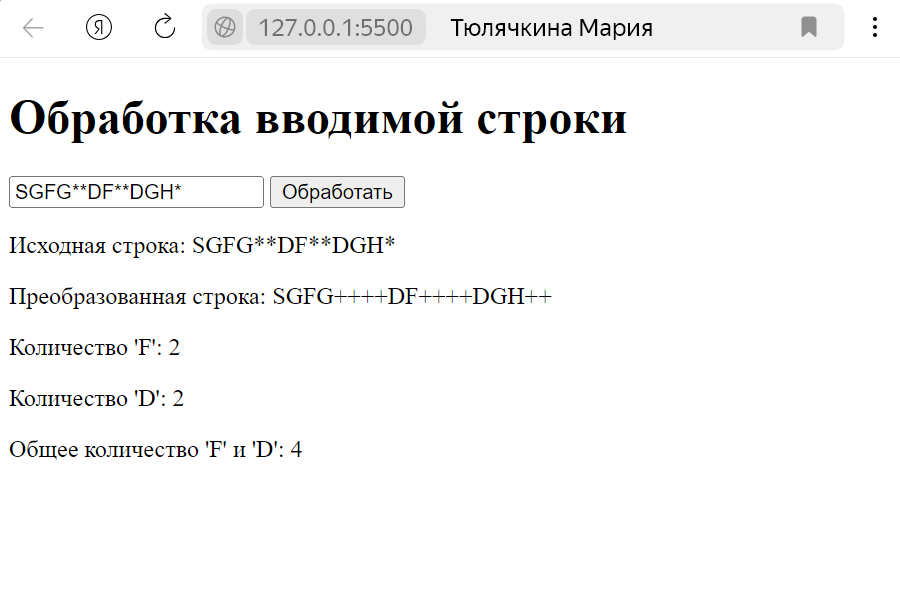 Я 127.0.0.1:5500 Тюлячкина Мария
Обработка вводимой строки
SGFG**DF**DGH* Обработать
Исходная строка: SGFG**DF**DGH*
Преобразованная строка: SGFG++++DF++++DGH++
Количество 'F': 2
Количество 'D': 2
Общее количество 'F' и 'D': 4